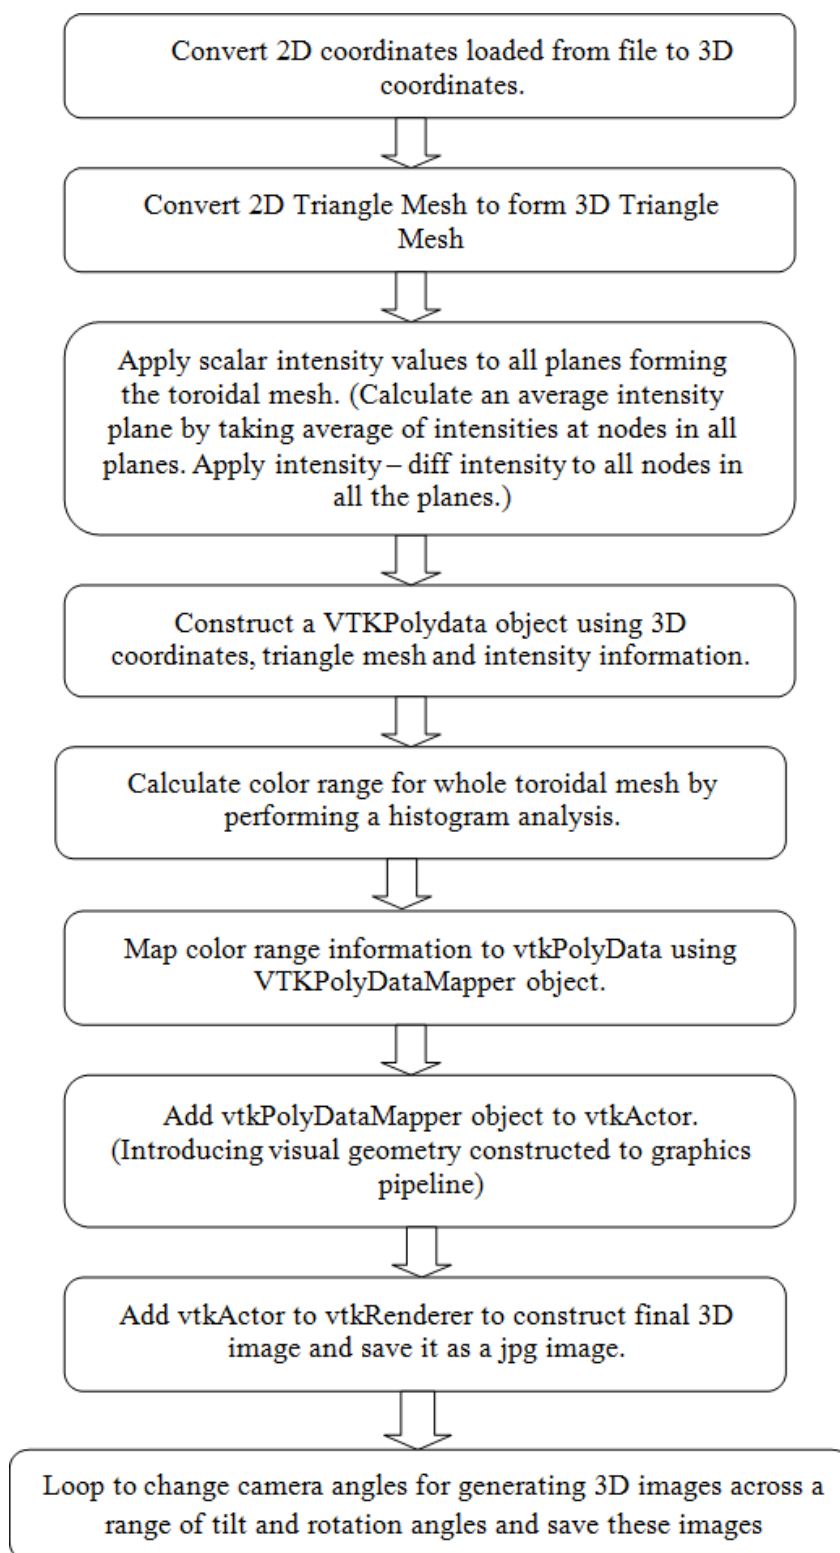 Convert 2D coordinates loaded from file to 3D
coordinates.
Convert 2D Triangle Mesh to form 3D Triangle
Mesh
Apply scalar intensity values to all planes forming
the toroidal mesh. (Calculate an average intensity
plane by taking average of intensities at nodes in all
planes. Apply intensity – diff intensity to all nodes in
all the planes.)
Construct a VTKPolydata object using 3D
coordinates, triangle mesh and intensity information.
Calculate color range for whole toroidal mesh by
performing a histogram analysis.
Map color range information to vtkPolyData using
VTKPolyDataMapper object.
Add vtkPolyDataMapper object to vtkActor.
(Introducing visual geometry constructed to graphics
pipeline)
Add vtkActor to vtkRenderer to construct final 3D
image and save it as a jpg image.
Loop to change camera angles for generating 3D images across a
range of tilt and rotation angles and save these images